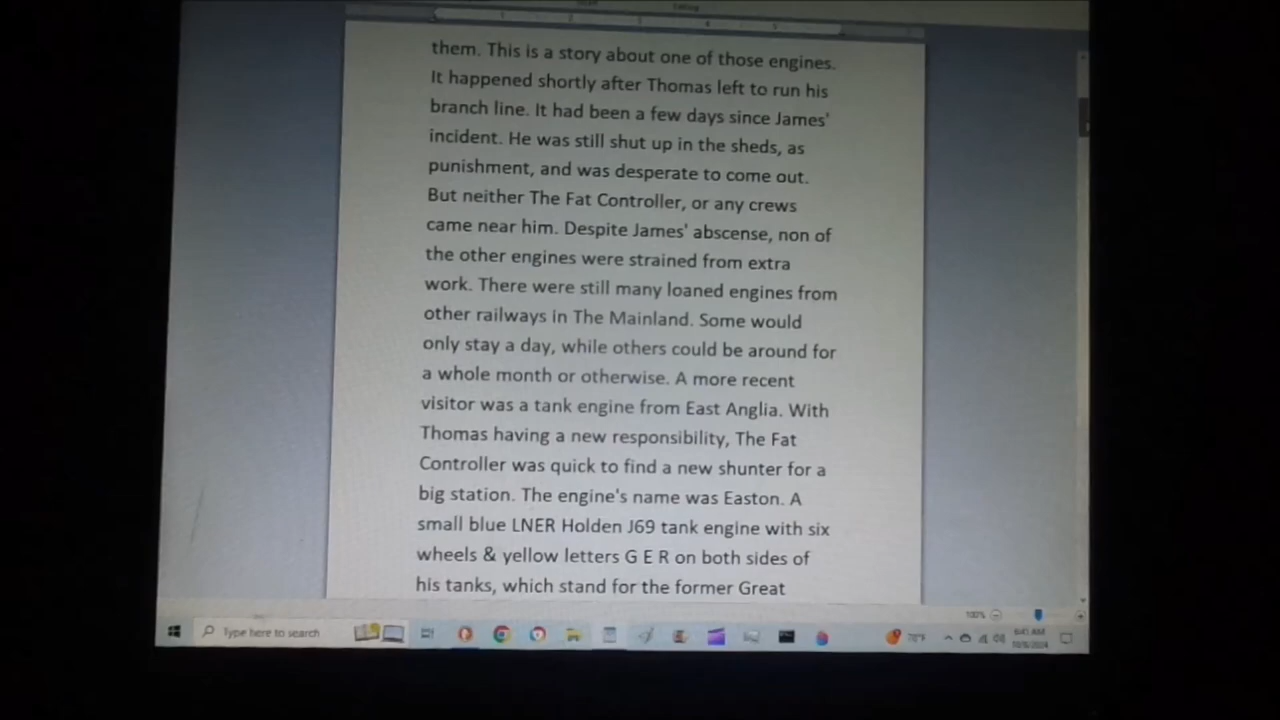 them. This is a story about one of those engines.
It happened shortly after Thomas left to run his
branch line. It had been a few days since James'
incident. He was still shut up in the sheds, as
punishment, and was desperate to come out.
But neither The Fat Controller, or any crews
came near him. Despite James' abscense, non of
the other engines were strained from extra
work. There were still many loaned engines from
other railways in The Mainland. Some would
only stay a day, while others could be around for
a whole month or otherwise. A more recent
visitor was a tank engine from East Anglia. With
Thomas having a new responsibility, The Fat
Controller was quick to find a new shunter for a
big station. The engine's name was Easton. A
small blue LNER Holden J69 tank engine with six
wheels & yellow letters G E R on both sides of
his tanks, which stand for the former Great
100%
Type here to search
78°F
6:41 AM